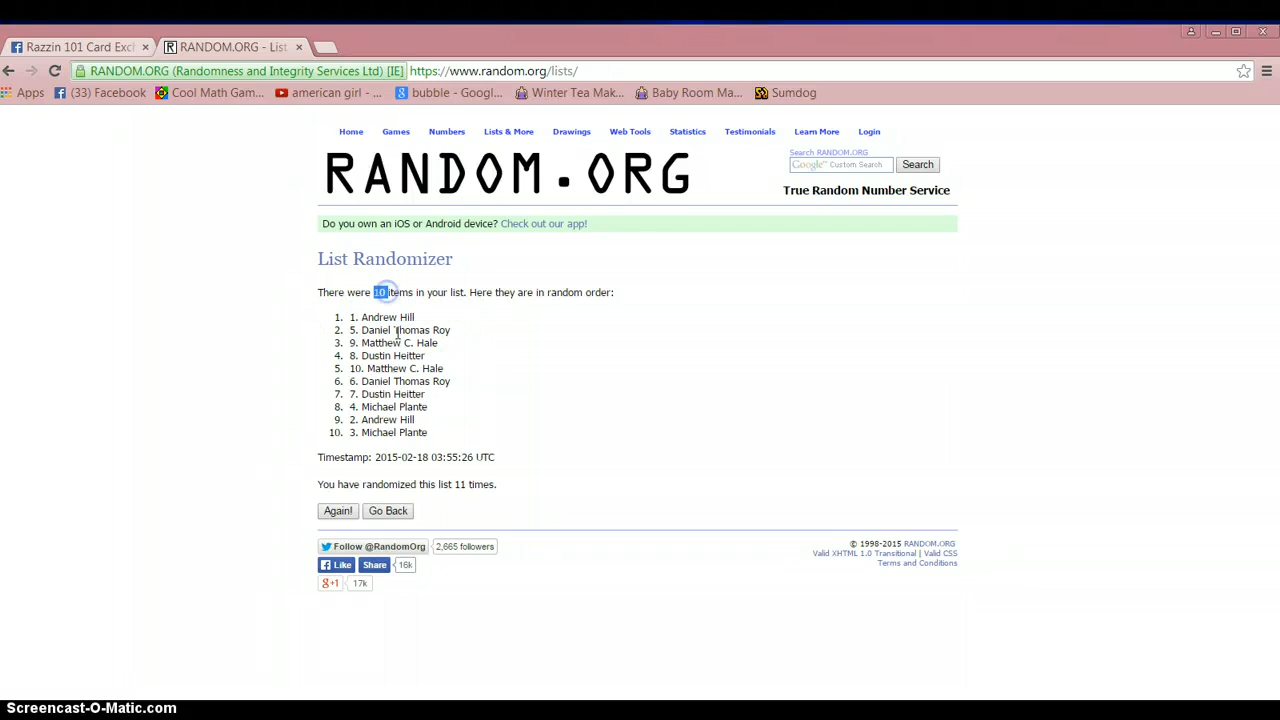 Razzin 101 Card Exc
RANDOM.ORG - List
RANDOM.ORG (Randomness and Integrity Services Ltd) [IE] https://www.random.org/lists/
Apps (33) Facebook Cool Math Gam... american girl - ... bubble - Googl... Winter Tea Mak... Baby Room Ma... Sumdog
Home Games Numbers Lists & More Drawings Web Tools Statistics Testimonials Learn More Login
RANDOM.ORG
Search RANDOM.ORG
Google™ Custom Search Search
True Random Number Service
Do you own an iOS or Android device? Check out our app!
List Randomizer
There were 10 items in your list. Here they are in random order:
1. 1. Andrew Hill
2. 5. Daniel Thomas Roy
3. 9. Matthew C. Hale
4. 8. Dustin Heitter
5. 10. Matthew C. Hale
6. 6. Daniel Thomas Roy
7. 7. Dustin Heitter
8. 4. Michael Plante
9. 2. Andrew Hill
10. 3. Michael Plante
Timestamp: 2015-02-18 03:55:26 UTC
You have randomized this list 11 times.
Again! Go Back
Follow @RandomOrg 2,665 followers
Like Share 16k
g+1 17k
© 1998-2015 RANDOM.ORG
Valid XHTML 1.0 Transitional | Valid CSS
Terms and Conditions
Screencast-O-Matic.com